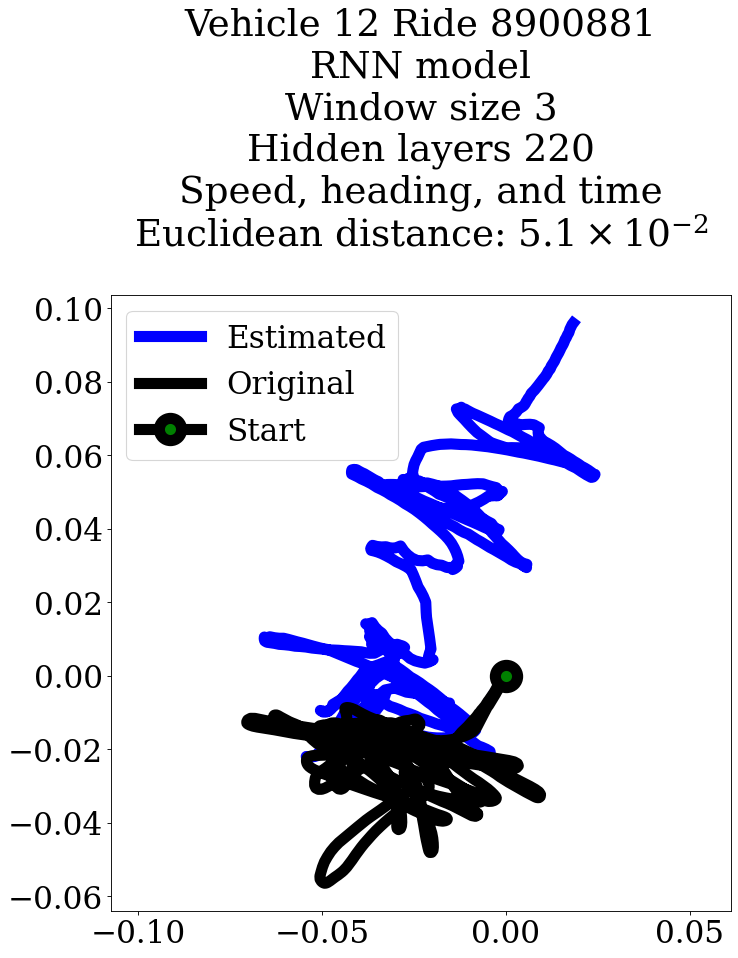 Vehicle 12 Ride 8900881
RNN model
Window size 3
Hidden layers 220
Speed, heading, and time
Euclidean distance: 5.1 × 10⁻²
Estimated
Original
Start
0.10
0.08
0.06
0.04
0.02
0.00
−0.02
−0.04
−0.06
−0.10
−0.05
0.00
0.05